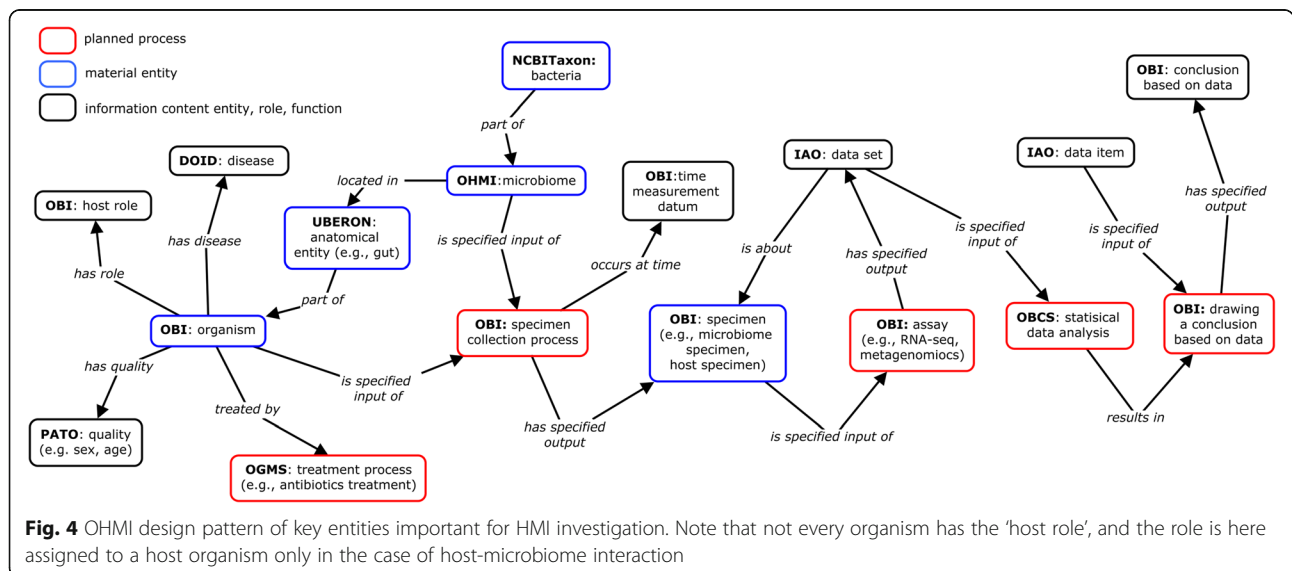 planned process
material entity
information content entity, role, function
NCBITaxon:
bacteria
part of
OHMI:microbiome
located in
DOID: disease
OBI: host role
has disease
has role
UBERON:
anatomical
entity (e.g., gut)
part of
OBI: organism
has quality
PATO: quality
(e.g. sex, age)
treated by
OGMS: treatment process
(e.g., antibiotics treatment)
is specified
input of
is specified input of
OBI:time
measurement
datum
occurs at time
OBI: specimen
collection process
has specified
output
IAO: data set
is about
OBI: specimen
(e.g., microbiome
specimen,
host specimen)
is specified input of
has specified
output
OBI: assay
(e.g., RNA-seq,
metagenomiocs)
is specified
input of
OBCS: statisical
data analysis
results in
IAO: data item
is specified
input of
OBI: drawing
a conclusion
based on data
has specified
output
OBI: conclusion
based on data
Fig. 4 OHMI design pattern of key entities important for HMI investigation. Note that not every organism has the ‘host role’, and the role is here
assigned to a host organism only in the case of host-microbiome interaction